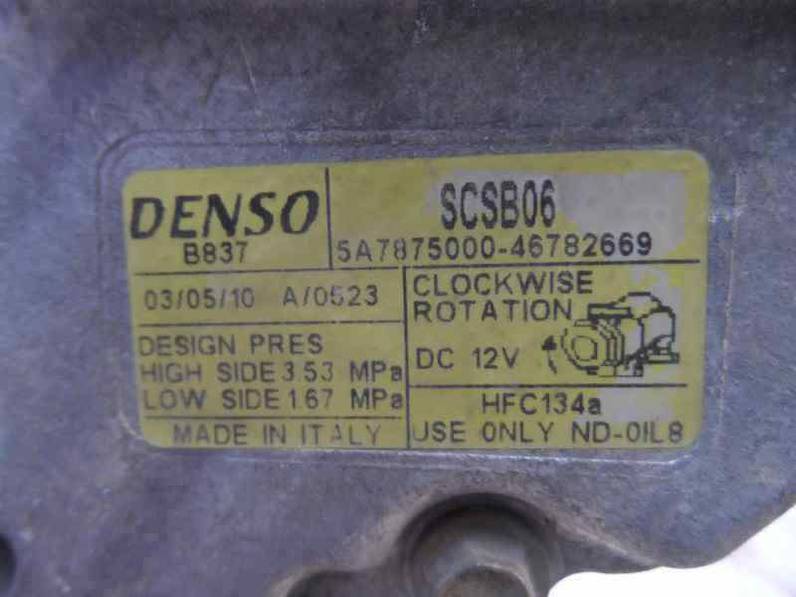 DENSO
B837
SCSB06
5A7875000-46782669
03/05/10 A/0523
CLOCKWISE
ROTATION
DC 12V
DESIGN PRES
HIGH SIDE 3.53 MPa
LOW SIDE 1.67 MPa
MADE IN ITALY
HFC134a
USE ONLY ND-OIL8